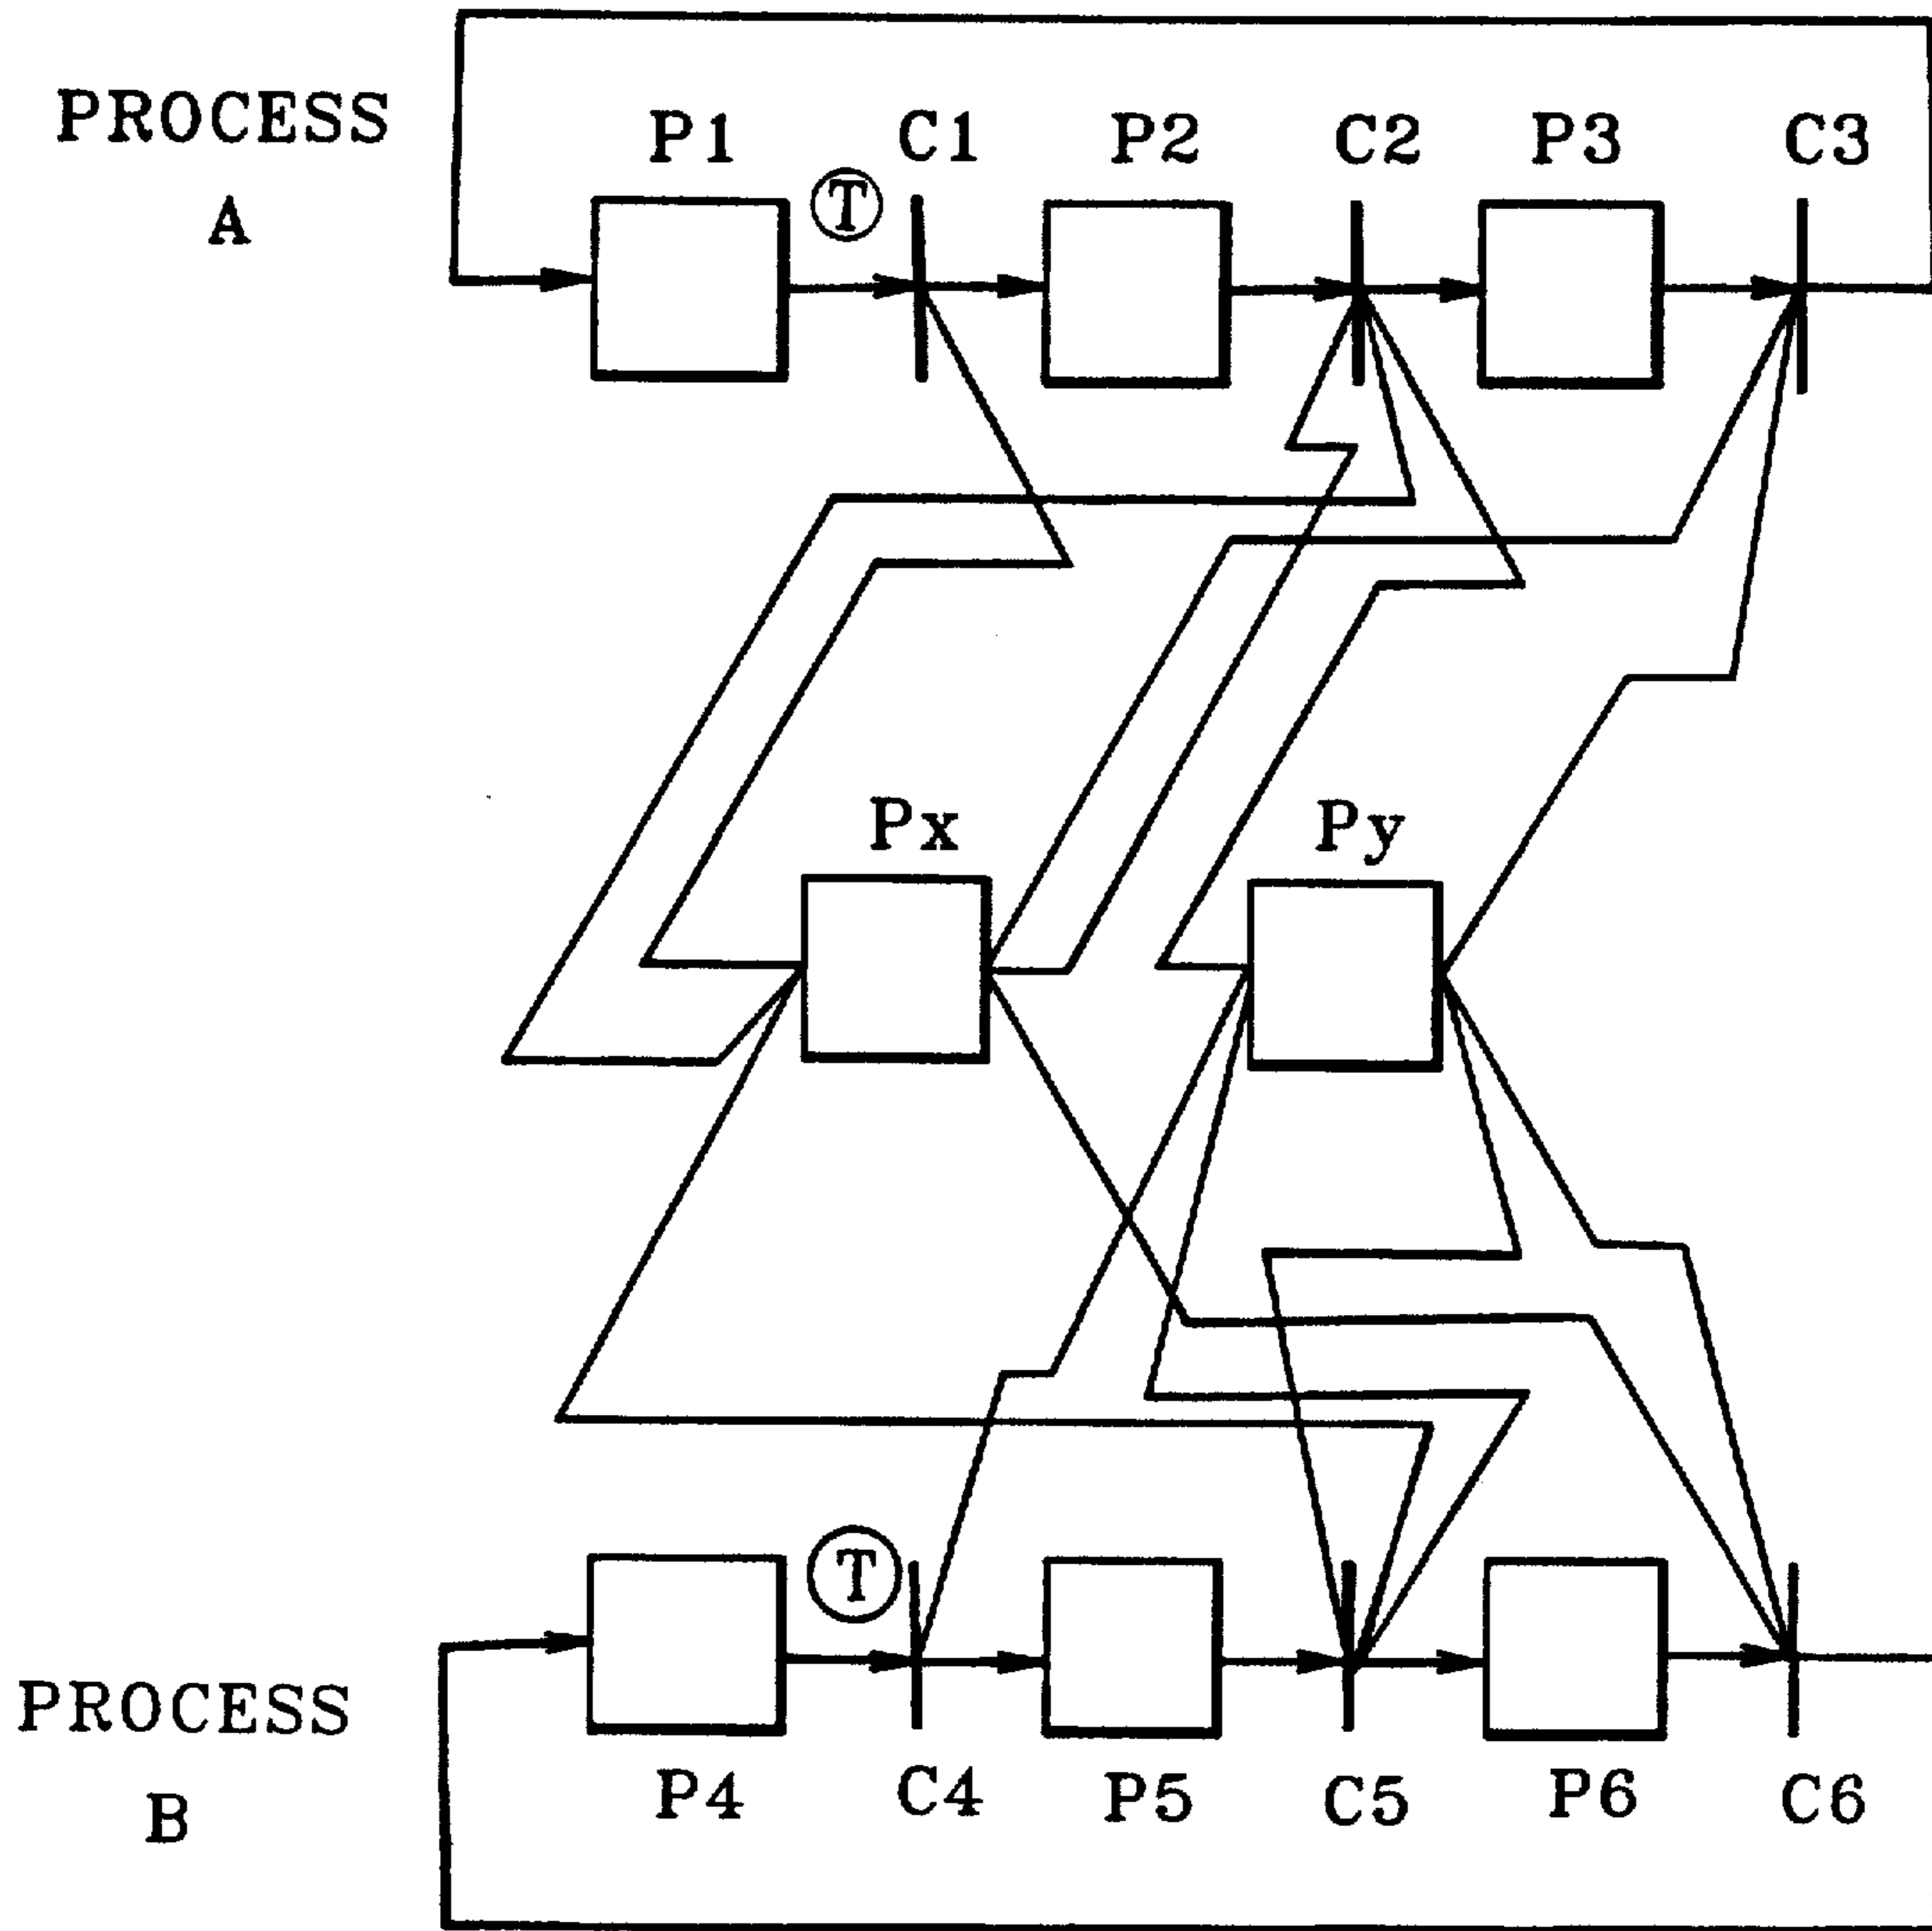 PROCESS
A
P1 C1 P2 C2 P3 C3
T
Px Py
T
PROCESS
B
P4 C4 P5 C5 P6 C6